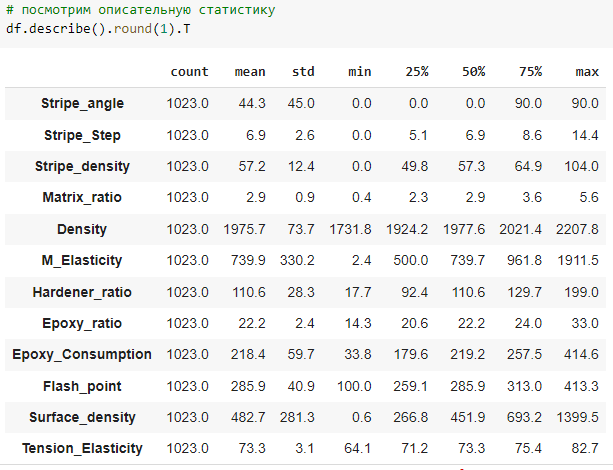 # посмотрим описательную статистику
df.describe().round(1).T
count mean std min 25% 50% 75% max
Stripe_angle 1023.0 44.3 45.0 0.0 0.0 0.0 90.0 90.0
Stripe_Step 1023.0 6.9 2.6 0.0 5.1 6.9 8.6 14.4
Stripe_density 1023.0 57.2 12.4 0.0 49.8 57.3 64.9 104.0
Matrix_ratio 1023.0 2.9 0.9 0.4 2.3 2.9 3.6 5.6
Density 1023.0 1975.7 73.7 1731.8 1924.2 1977.6 2021.4 2207.8
M_Elasticity 1023.0 739.9 330.2 2.4 500.0 739.7 961.8 1911.5
Hardener_ratio 1023.0 110.6 28.3 17.7 92.4 110.6 129.7 199.0
Epoxy_ratio 1023.0 22.2 2.4 14.3 20.6 22.2 24.0 33.0
Epoxy_Consumption 1023.0 218.4 59.7 33.8 179.6 219.2 257.5 414.6
Flash_point 1023.0 285.9 40.9 100.0 259.1 285.9 313.0 413.3
Surface_density 1023.0 482.7 281.3 0.6 266.8 451.9 693.2 1399.5
Tension_Elasticity 1023.0 73.3 3.1 64.1 71.2 73.3 75.4 82.7